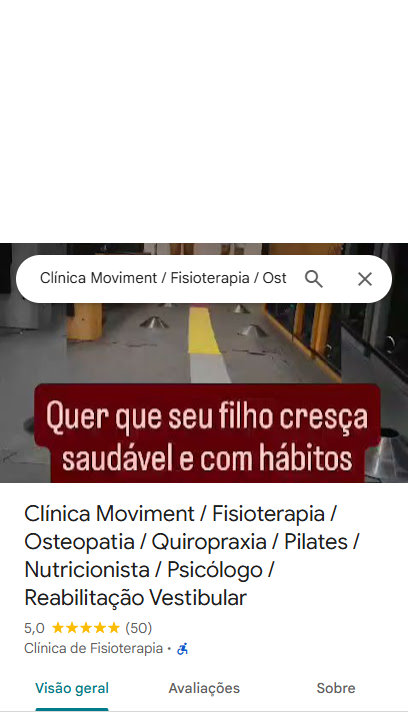 Clínica Moviment / Fisioterapia / Ost
Quer que seu filho cresça
saudável e com hábitos
Clínica Moviment / Fisioterapia /
Osteopatia / Quiropraxia / Pilates /
Nutricionista / Psicólogo /
Reabilitação Vestibular
5,0 ★★★★★ (50)
Clínica de Fisioterapia ·
Visão geral Avaliações Sobre